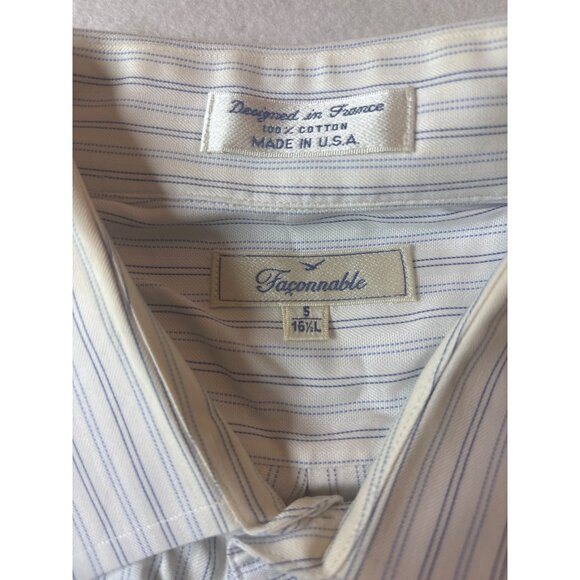 Designed in France
100% COTTON
MADE IN U.S.A.
Façonnable
5
16½L